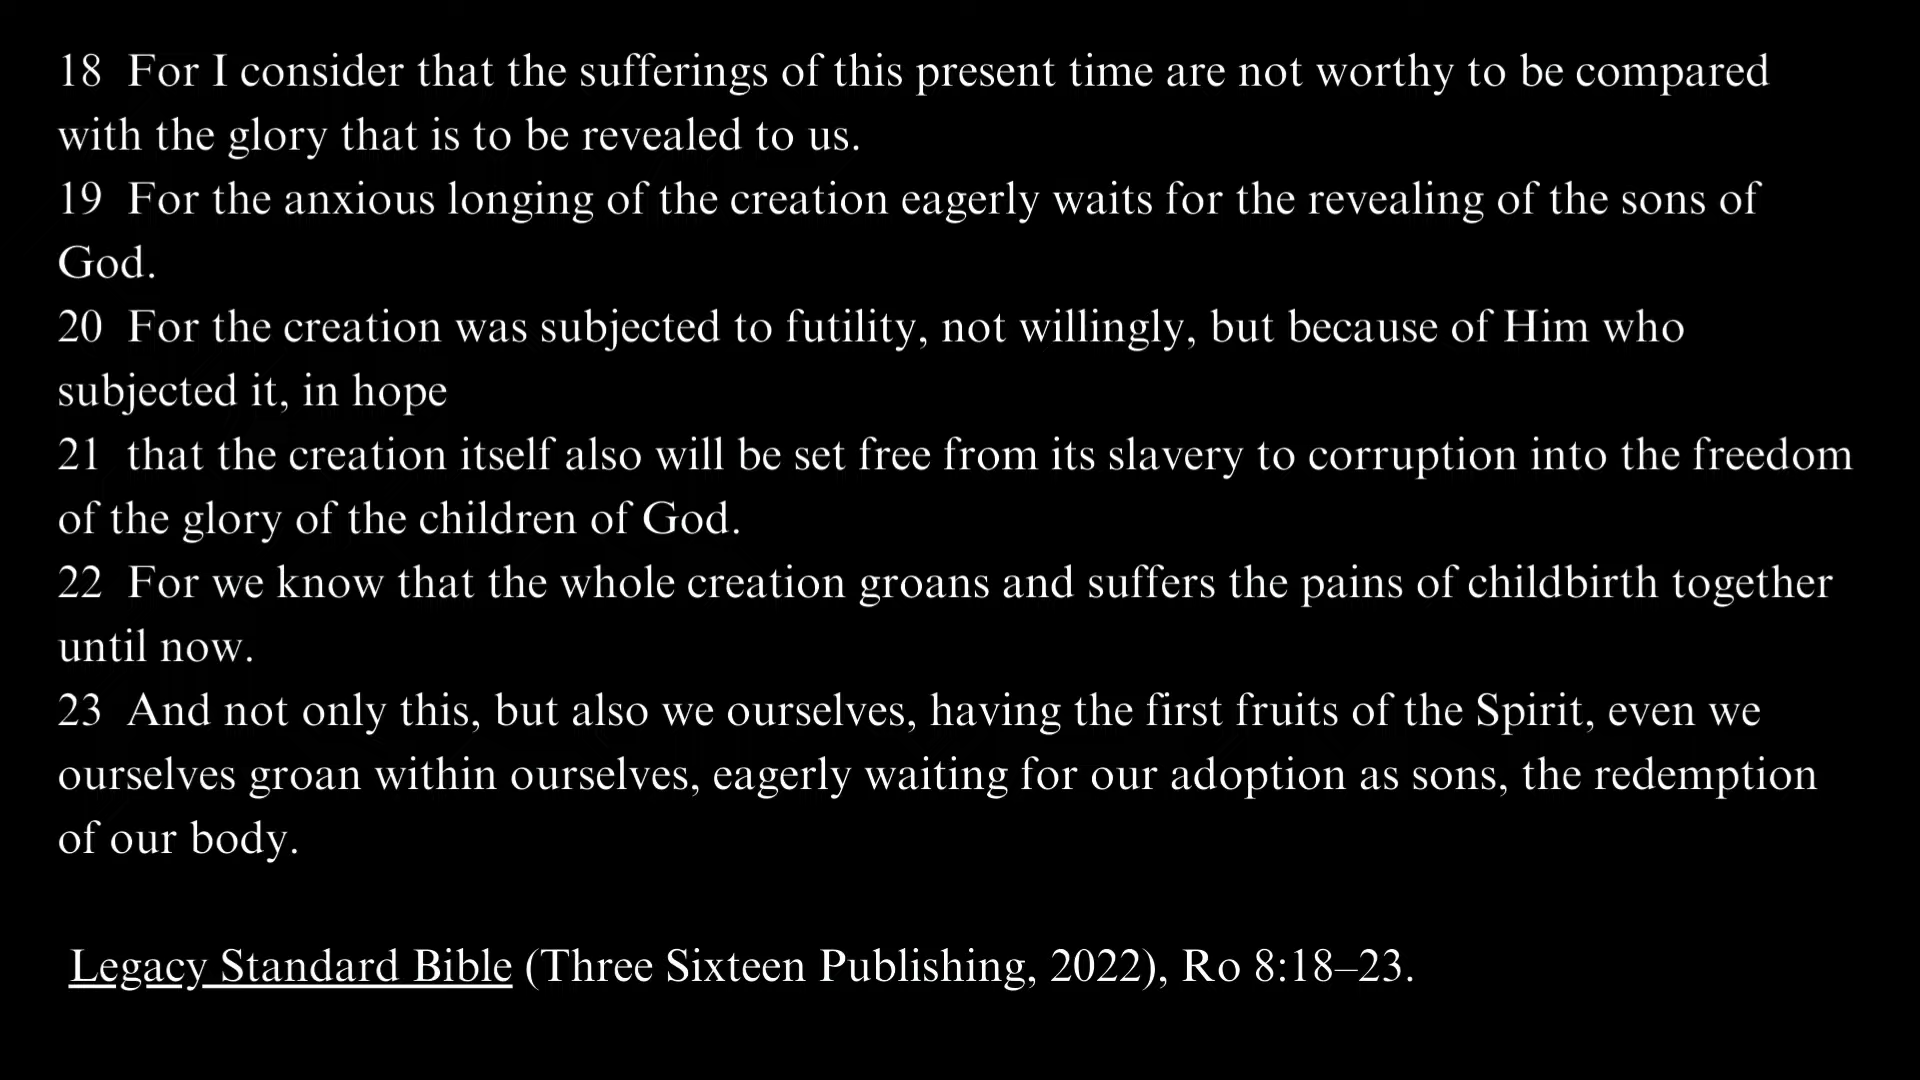 18 For I consider that the sufferings of this present time are not worthy to be compared
with the glory that is to be revealed to us.
19 For the anxious longing of the creation eagerly waits for the revealing of the sons of
God.
20 For the creation was subjected to futility, not willingly, but because of Him who
subjected it, in hope
21 that the creation itself also will be set free from its slavery to corruption into the freedom
of the glory of the children of God.
22 For we know that the whole creation groans and suffers the pains of childbirth together
until now.
23 And not only this, but also we ourselves, having the first fruits of the Spirit, even we
ourselves groan within ourselves, eagerly waiting for our adoption as sons, the redemption
of our body.
Legacy Standard Bible (Three Sixteen Publishing, 2022), Ro 8:18–23.